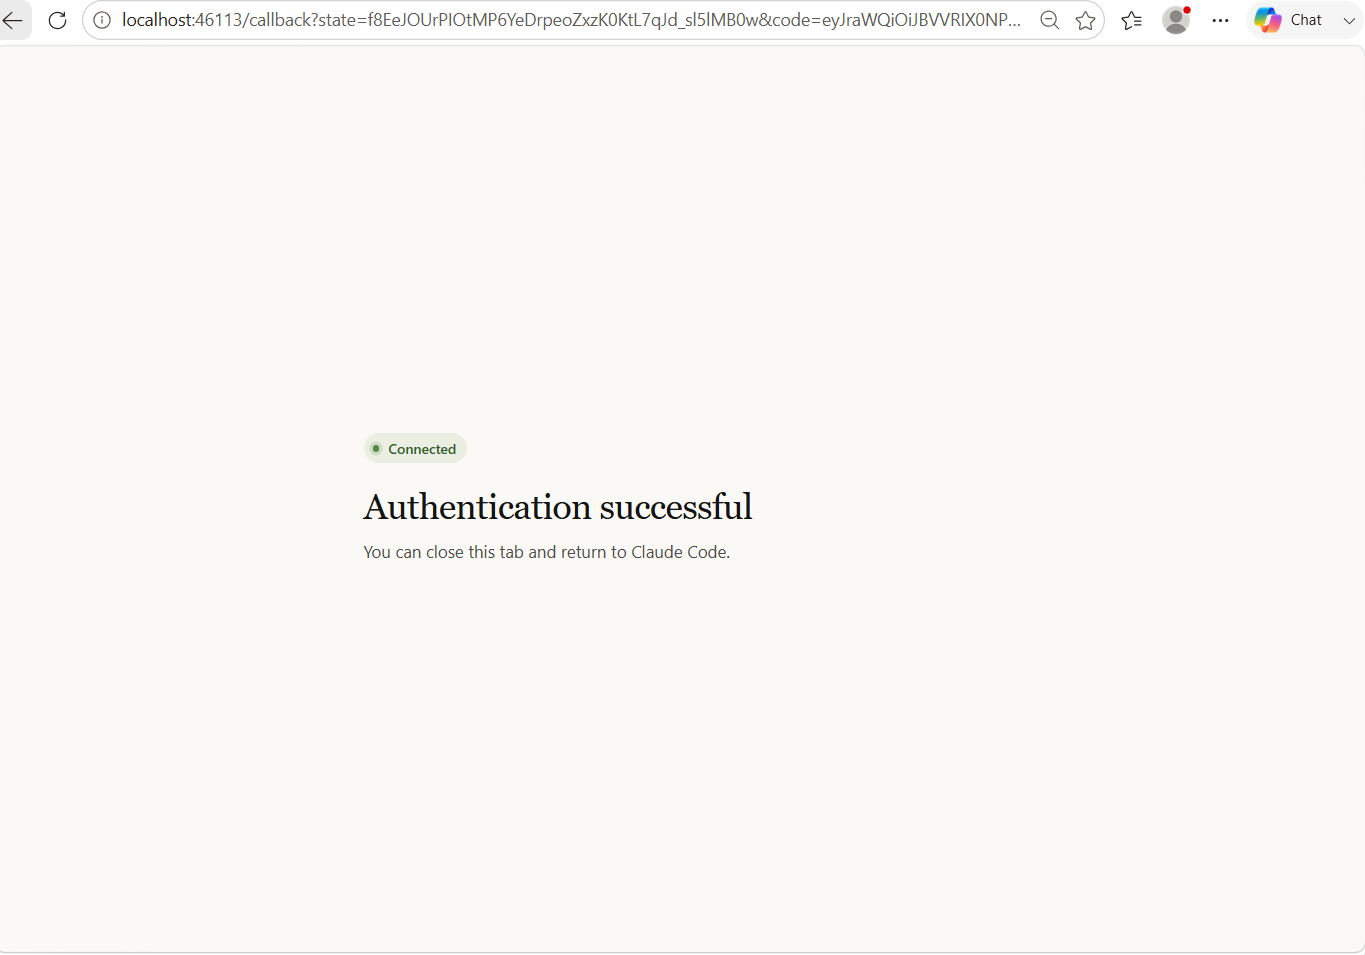 localhost:46113/callback?state=f8EeJOUrPIOtMP6YeDrpeoZxzK0KtL7qJd_sl5lMB0w&code=eyJraWQiOiJBVVRIX0NP...
Chat
Connected
Authentication successful
You can close this tab and return to Claude Code.